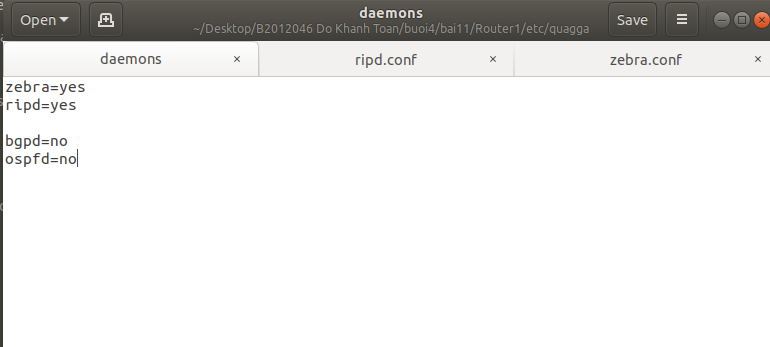 Open
daemons
~/Desktop/B2012046 Do Khanh Toan/buoi4/bai11/Router1/etc/quagga
Save
daemons ×
ripd.conf ×
zebra.conf ×
zebra=yes
ripd=yes
bgpd=no
ospfd=no